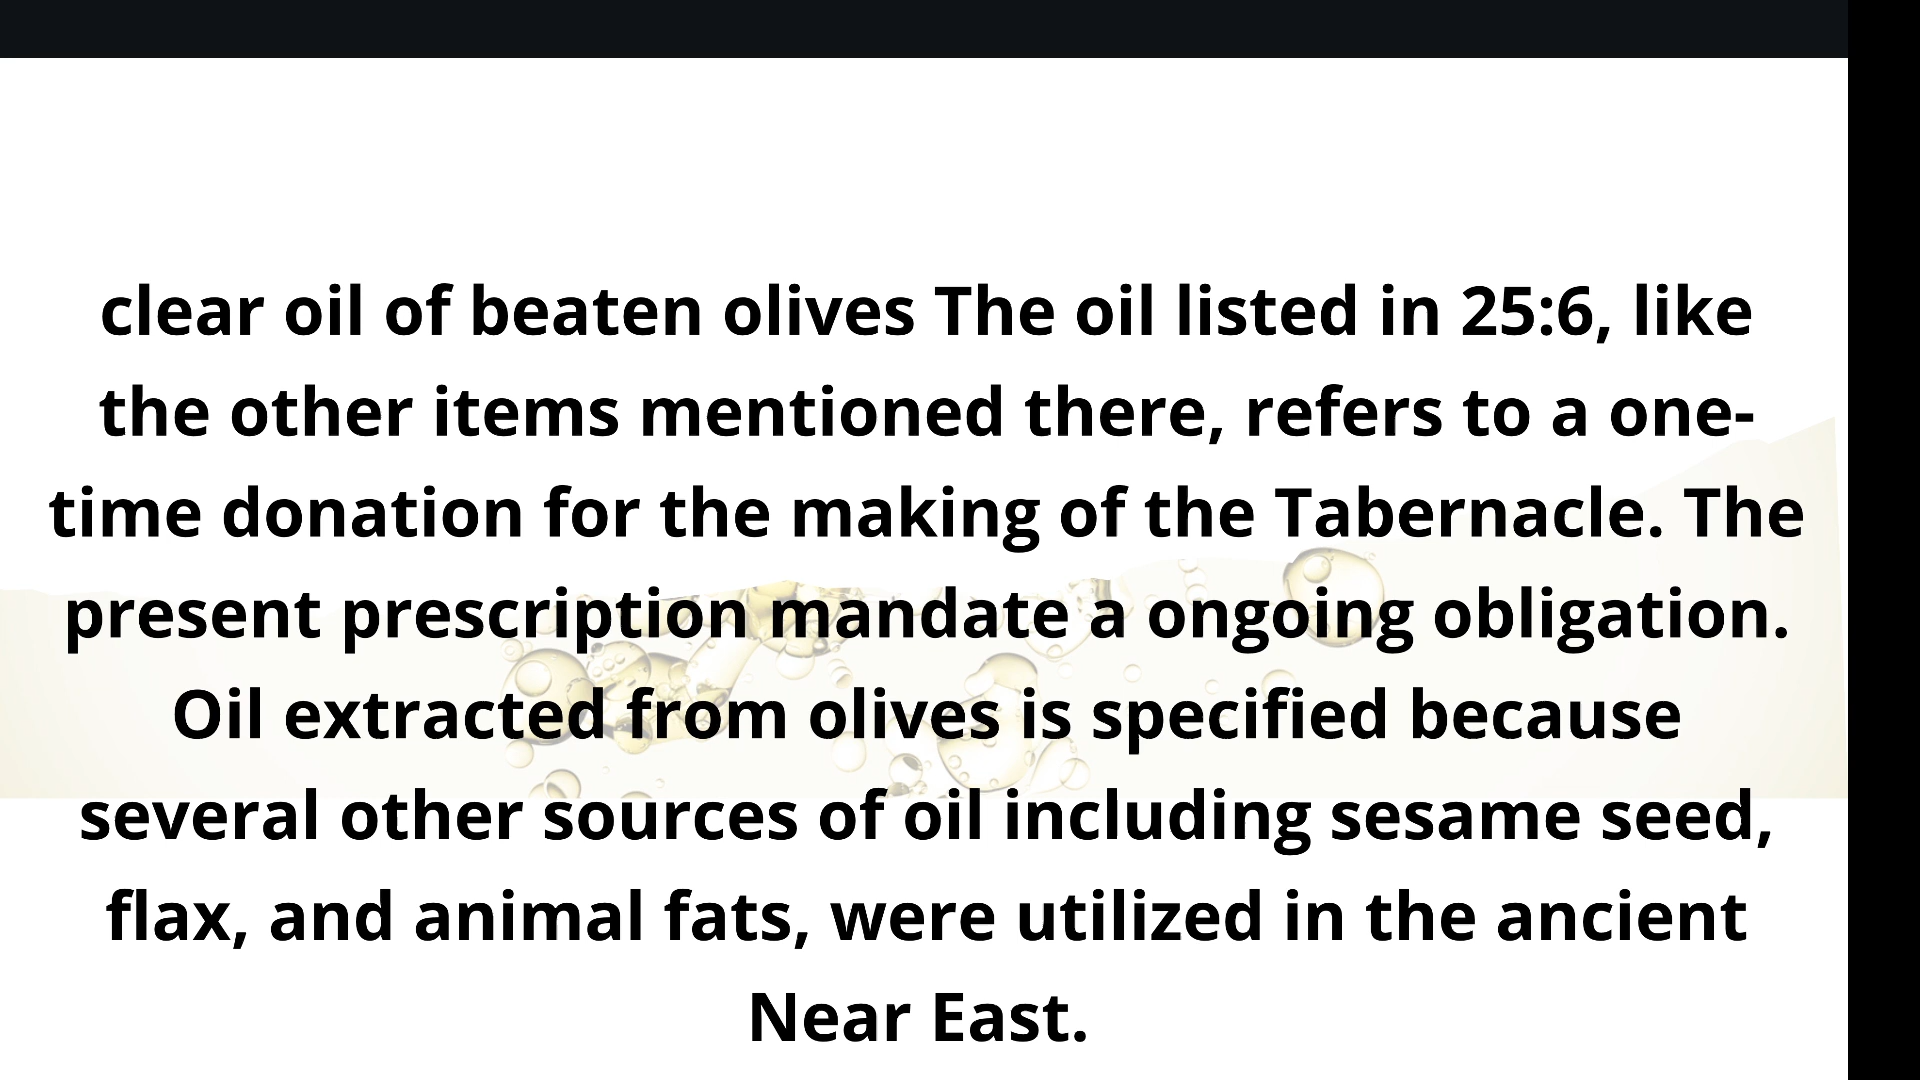 clear oil of beaten olives The oil listed in 25:6, like
the other items mentioned there, refers to a one-
time donation for the making of the Tabernacle. The
present prescription mandate a ongoing obligation.
Oil extracted from olives is specified because
several other sources of oil including sesame seed,
flax, and animal fats, were utilized in the ancient
Near East.